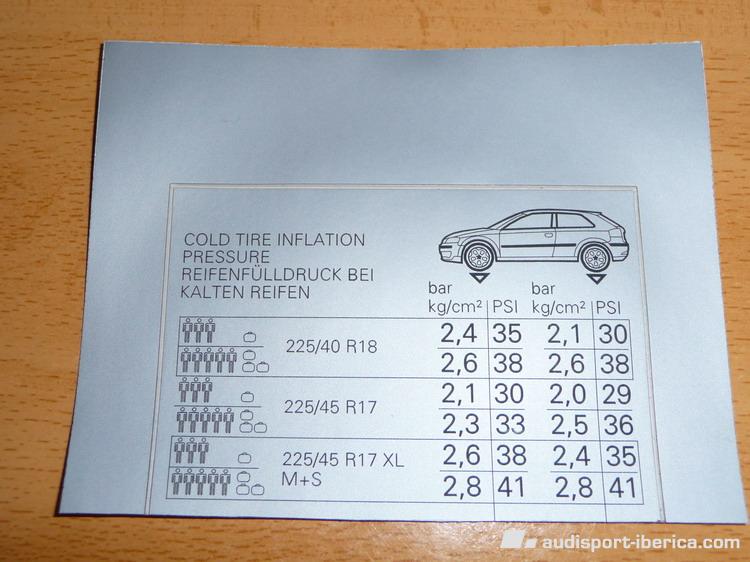 COLD TIRE INFLATION
PRESSURE
REIFENFÜLLDRUCK BEI
KALTEN REIFEN
bar
kg/cm² PSI
bar
kg/cm² PSI
225/40 R18
2,4 35 2,1 30
2,6 38 2,6 38
225/45 R17
2,1 30 2,0 29
2,3 33 2,5 36
225/45 R17 XL
M+S
2,6 38 2,4 35
2,8 41 2,8 41
audisport-iberica.com